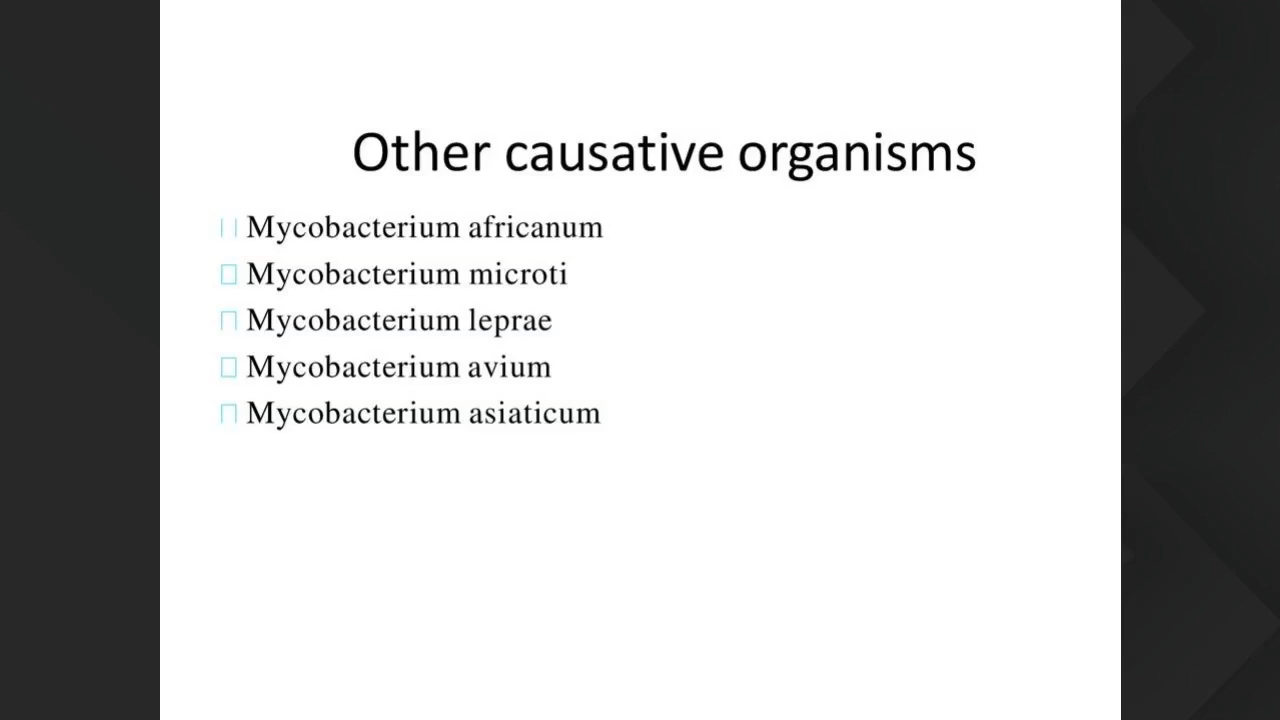 Other causative organisms
Mycobacterium africanum
Mycobacterium microti
Mycobacterium leprae
Mycobacterium avium
Mycobacterium asiaticum